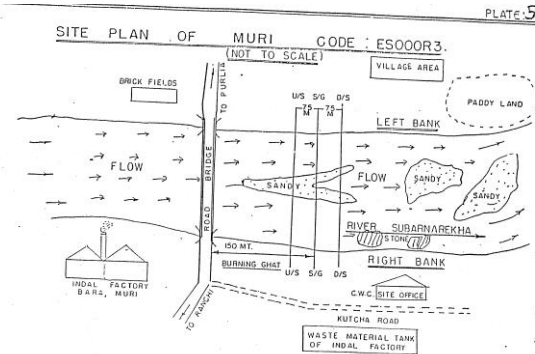 PLATE:5
SITE PLAN OF MURI CODE : ES000R3.
(NOT TO SCALE)
VILLAGE AREA
BRICK FIELDS
TO PURLIA
U/S S/G D/S
75 M 75 M
PADDY LAND
LEFT BANK
FLOW
ROAD BRIDGE
SANDY
FLOW
SANDY
SANDY
RIVER SUBARNAREKHA
STONE
150 MT.
BURNING GHAT
U/S S/G D/S
RIGHT BANK
INDAL FACTORY
BARA, MURI
C.W.C. SITE OFFICE
TO RANCHI
KUTCHA ROAD
WASTE MATERIAL TANK
OF INDAL FACTORY